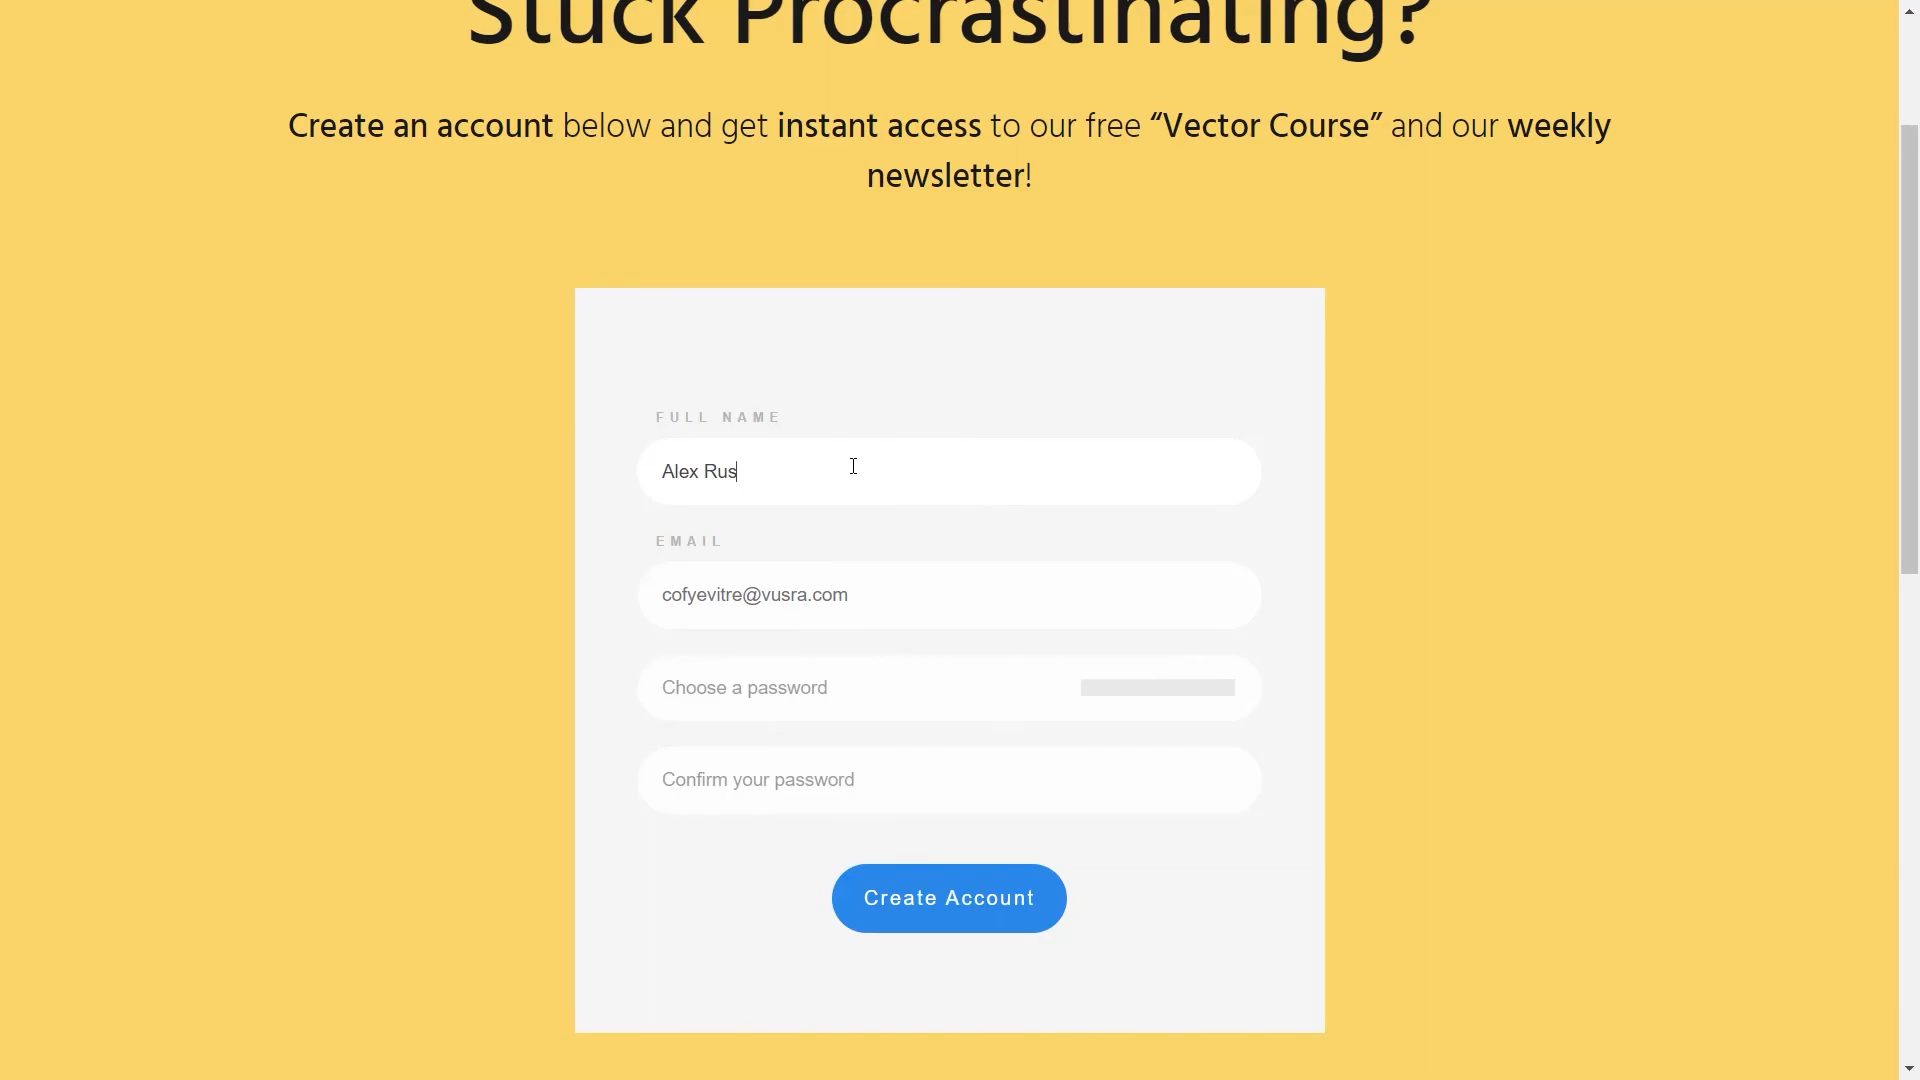 Stuck Procrastinating?
Create an account below and get instant access to our free “Vector Course” and our weekly
newsletter!
FULL NAME
Alex Rus
EMAIL
cofyevitre@vusra.com
Choose a password
Confirm your password
Create Account